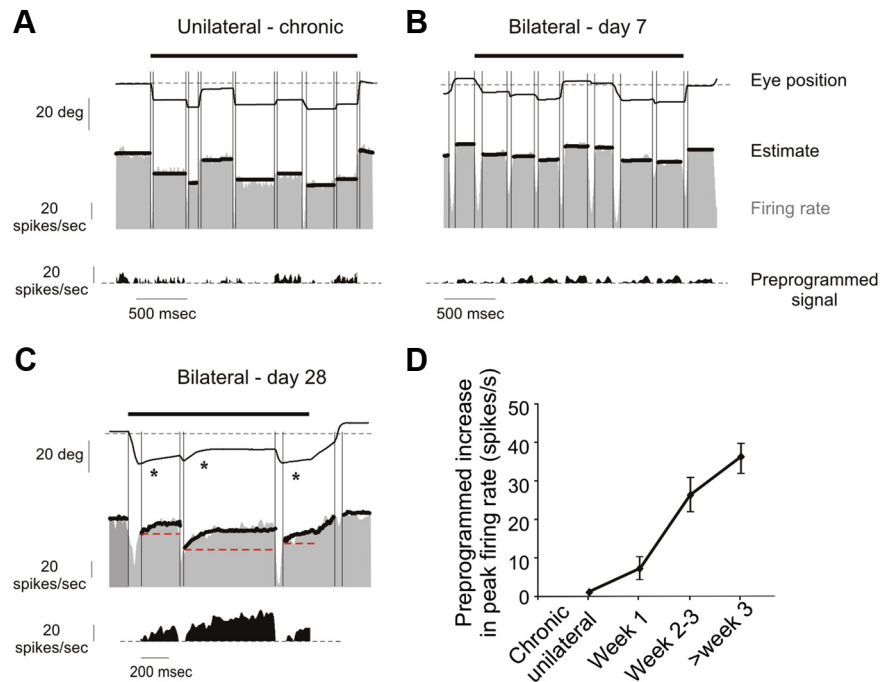 A
Unilateral - chronic
20 deg
20
spikes/sec
20
spikes/sec
500 msec
B
Bilateral - day 7
Eye position
Estimate
Firing rate
Preprogrammed
signal
500 msec
C
Bilateral - day 28
20 deg
*
*
*
20
spikes/sec
20
spikes/sec
200 msec
D
Preprogrammed increase
in peak firing rate (spikes/s)
50
40
30
20
10
0
Chronic
unilateral
Week 1
Week 2-3
>week 3